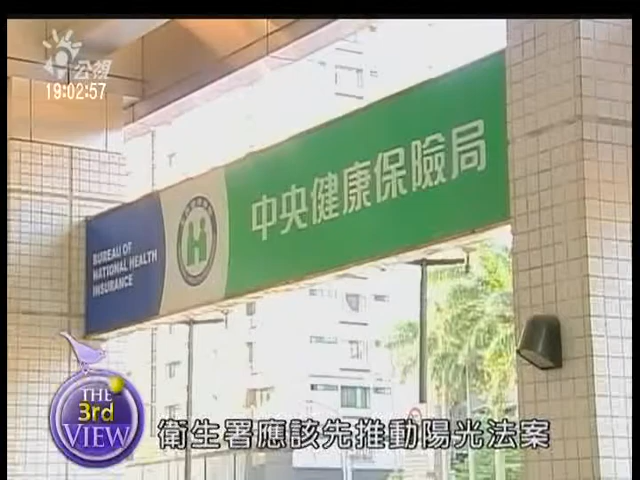 公視
19:02:57
中央健康保險局
BUREAU OF
NATIONAL HEALTH
INSURANCE
THE
3rd
VIEW
衛生署應該先推動陽光法案